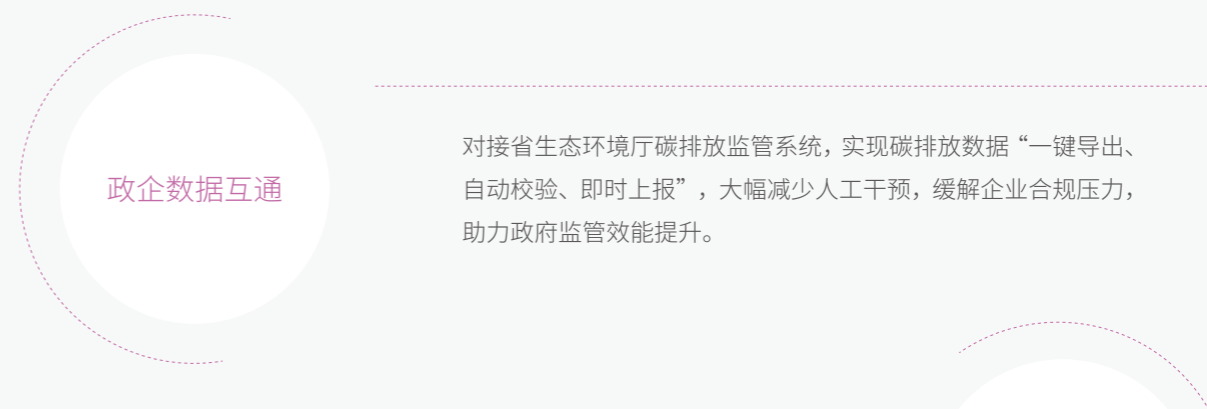 政企数据互通
对接省生态环境厅碳排放监管系统，实现碳排放数据“一键导出、
自动校验、即时上报”，大幅减少人工干预，缓解企业合规压力，
助力政府监管效能提升。